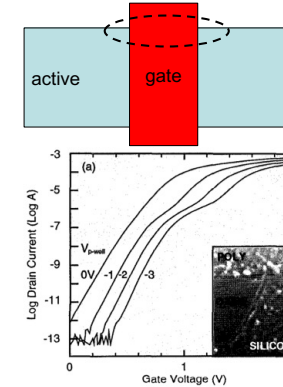 active
gate
(a)
-3
-5
-7
-9
-11
-13
Log Drain Current (Log A)
Vp-well
0V -1 -2 -3
POLY
SILICO
0 1
Gate Voltage (V)